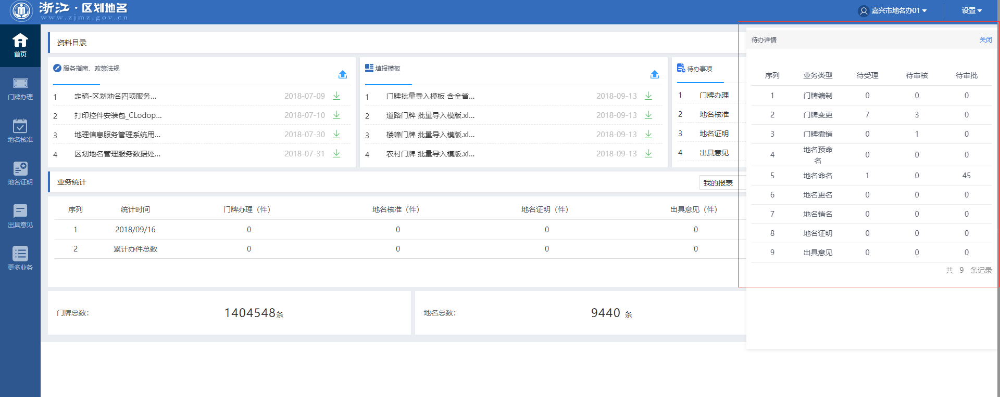 浙江·区划地名
www.zjmz.gov.cn
嘉兴市地名办01
设置
首页
门牌办理
地名核准
地名证明
出具意见
更多业务
资料目录
服务指南、政策法规
1 定稿-区划地名四项服务... 2018-07-09
2 打印控件安装包_CLodop... 2018-07-10
3 地理信息服务管理系统用... 2018-07-30
4 区划地名管理服务数据处... 2018-07-31
填报模板
1 门牌批量导入模板 含全省... 2018-09-13
2 道路门牌 批量导入模版.xl... 2018-09-13
3 楼幢门牌 批量导入模版.xl... 2018-09-13
4 农村门牌 批量导入模版.xl... 2018-09-13
待办事项
1 门牌办理
2 地名核准
3 地名证明
4 出具意见
业务统计
我的报表
序列 统计时间 门牌办理（件） 地名核准（件） 地名证明（件） 出具意见（件）
1 2018/09/16 0 0 0 0
2 累计办件总数 0 0 0 0
门牌总数: 1404548条
地名总数: 9440 条
待办详情 关闭
序列 业务类型 待受理 待审核 待审批
1 门牌编制 0 0 0
2 门牌变更 7 3 0
3 门牌撤销 0 1 0
4 地名预命名 0 0 0
5 地名命名 1 0 45
6 地名更名 0 0 0
7 地名销名 0 0 0
8 地名证明 0 0 0
9 出具意见 0 0 0
共 9 条记录